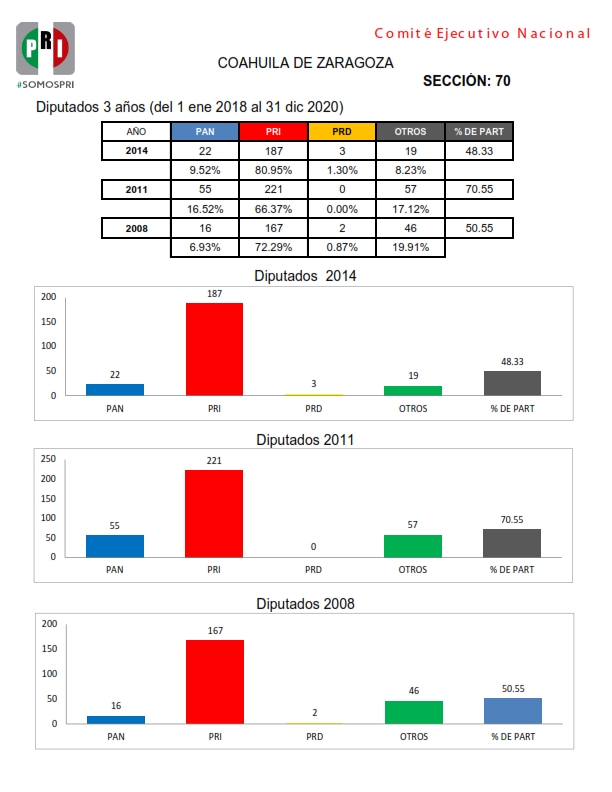 Comité Ejecutivo Nacional
PRI
#SOMOSPRI
COAHUILA DE ZARAGOZA
SECCIÓN: 70
Diputados 3 años (del 1 ene 2018 al 31 dic 2020)
AÑO PAN PRI PRD OTROS % DE PART
2014 22 187 3 19 48.33
9.52% 80.95% 1.30% 8.23%
2011 55 221 0 57 70.55
16.52% 66.37% 0.00% 17.12%
2008 16 167 2 46 50.55
6.93% 72.29% 0.87% 19.91%
Diputados 2014
200
150
100
50
0
22 187 3 19 48.33
PAN PRI PRD OTROS % DE PART
Diputados 2011
250
200
150
100
50
0
55 221 0 57 70.55
PAN PRI PRD OTROS % DE PART
Diputados 2008
200
150
100
50
0
16 167 2 46 50.55
PAN PRI PRD OTROS % DE PART